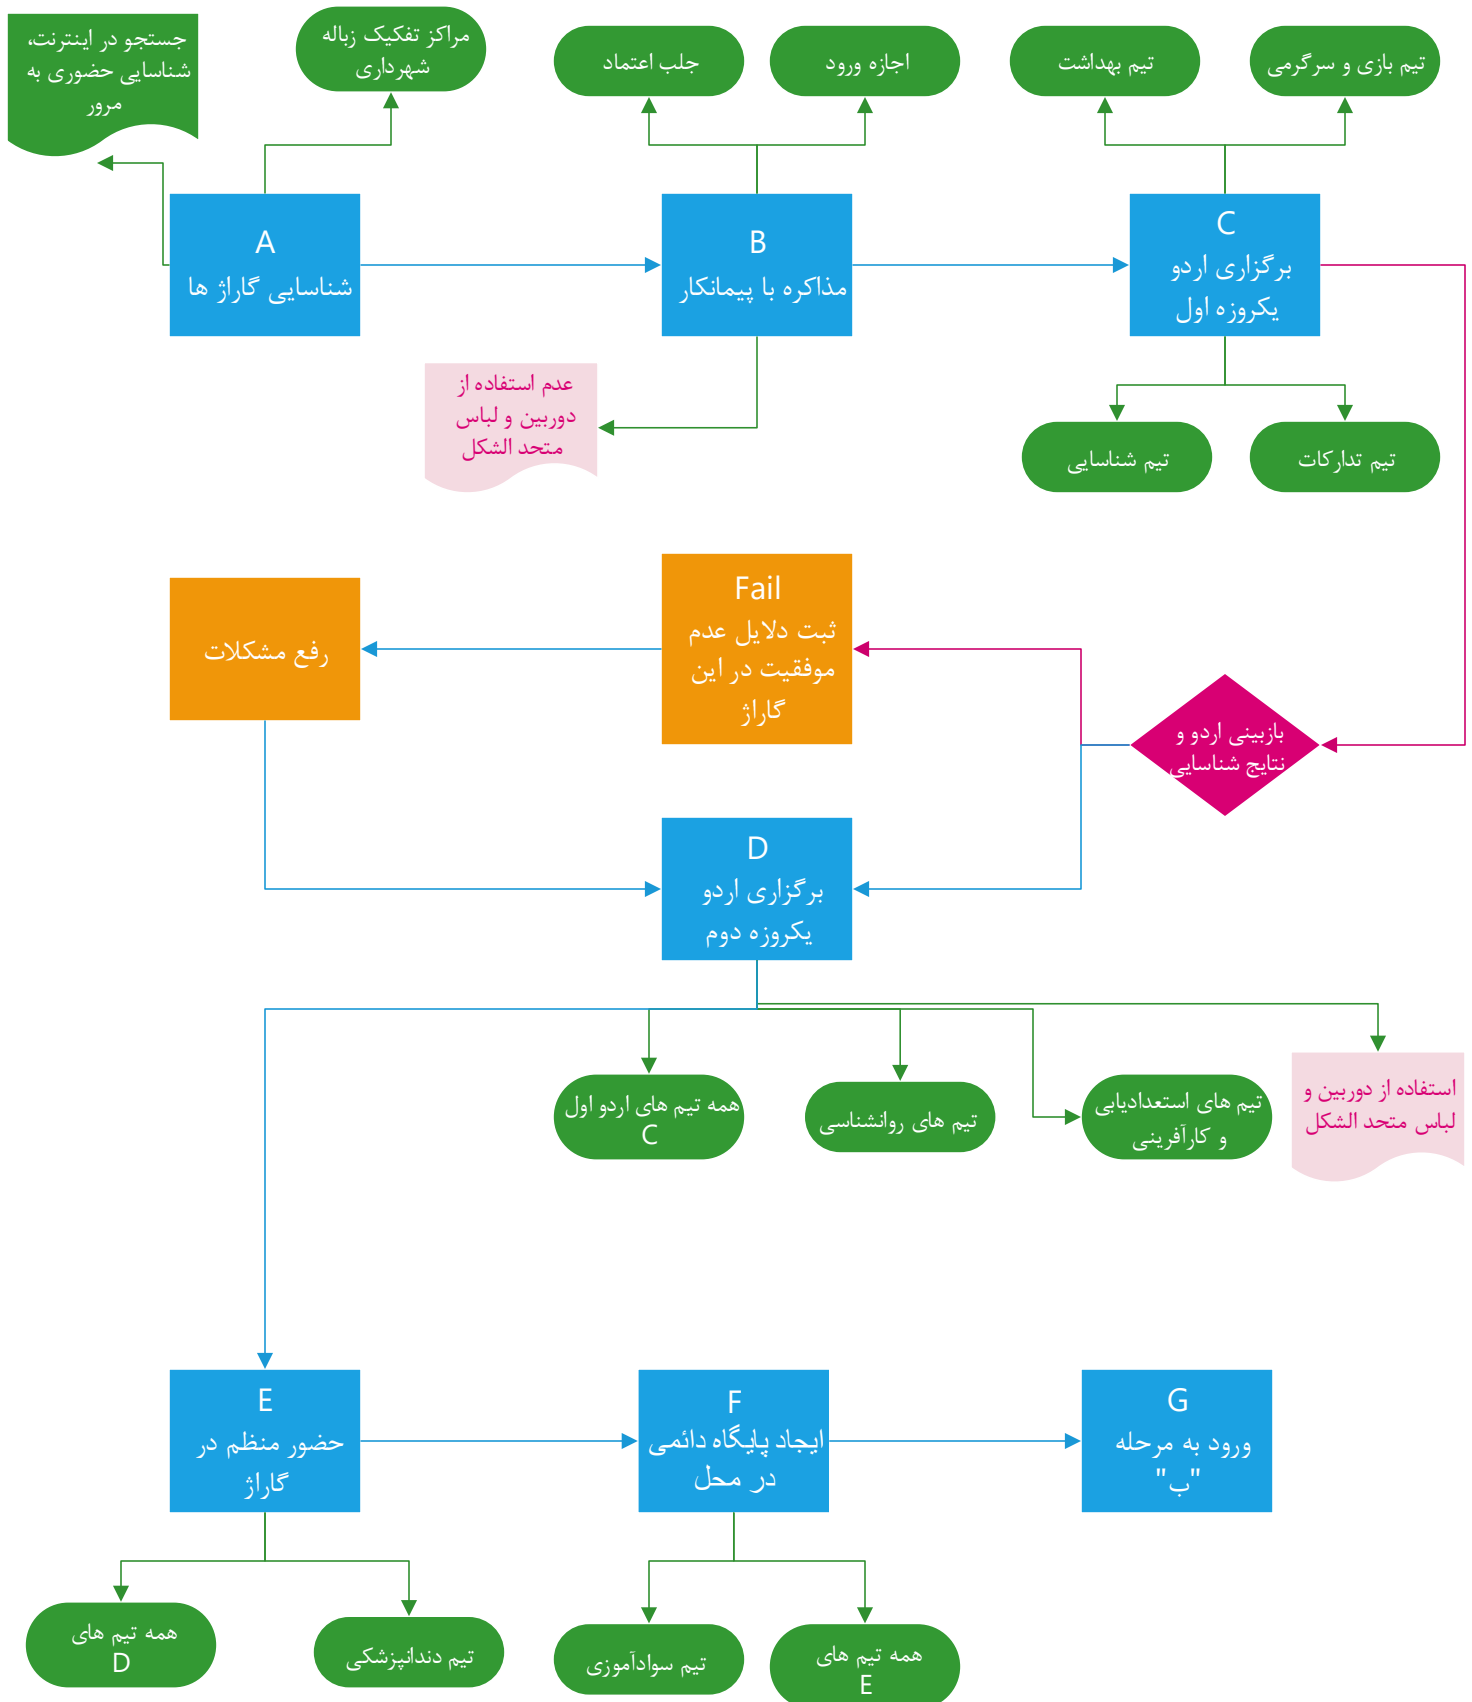 جستجو در اینترنت،
شناسایی حضوری به
مرور
مراکز تفکیک زباله
شهرداری
جلب اعتماد
اجازه ورود
تیم بهداشت
تیم بازی و سرگرمی
A
شناسایی گاراژ ها
B
مذاکره با پیمانکار
C
برگزاری اردو
یکروزه اول
عدم استفاده از
دوربین و لباس
متحد الشکل
تیم شناسایی
تیم تدارکات
Fail
ثبت دلایل عدم
موفقیت در این
گاراژ
رفع مشکلات
بازبینی اردو و
نتایج شناسایی
D
برگزاری اردو
یکروزه دوم
همه تیم های اردو اول
C
تیم های روانشناسی
تیم های استعدادیابی
و کارآفرینی
استفاده از دوربین و
لباس متحد الشکل
E
حضور منظم در
گاراژ
F
ایجاد پایگاه دائمی
در محل
G
ورود به مرحله
"ب"
همه تیم های
D
تیم دندانپزشکی
تیم سوادآموزی
همه تیم های
E